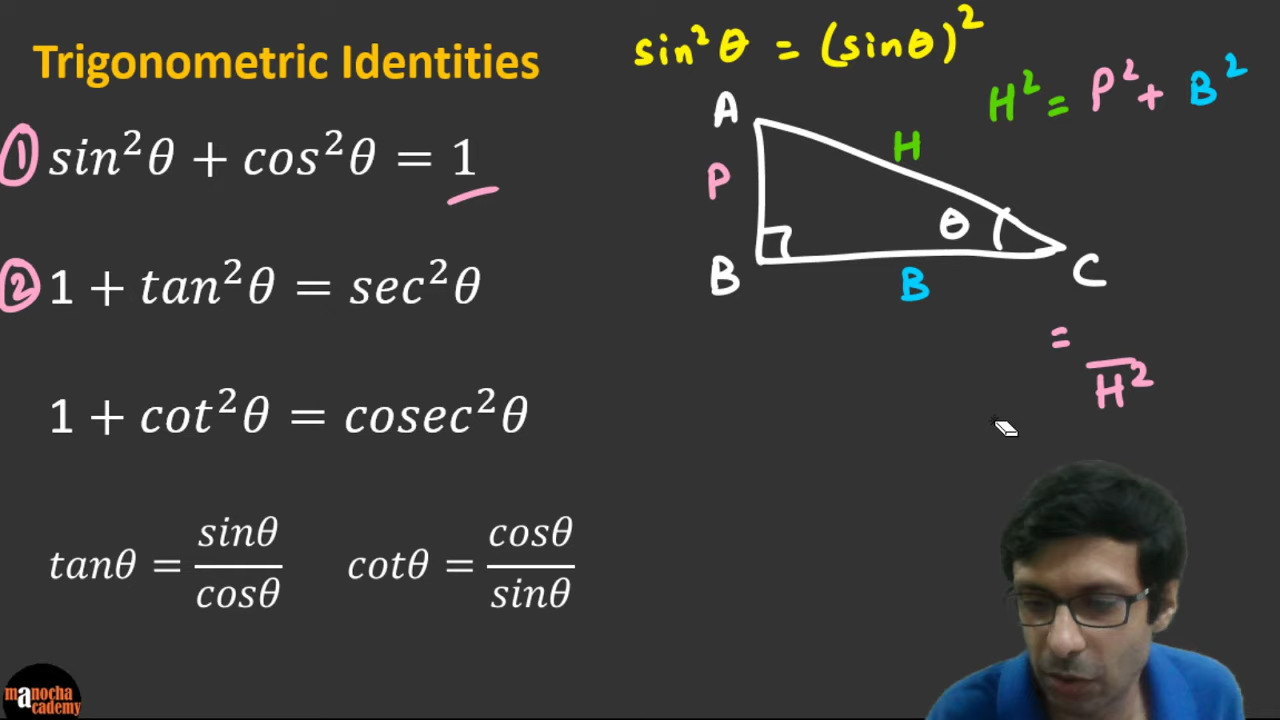 Trigonometric Identities
① sin²θ + cos²θ = 1
② 1 + tan²θ = sec²θ
1 + cot²θ = cosec²θ
tanθ = sinθ/cosθ
cotθ = cosθ/sinθ
sin²θ = (sinθ)²
H² = P² + B²
A
H
P
θ
B
B
C
=
H²
manocha
academy